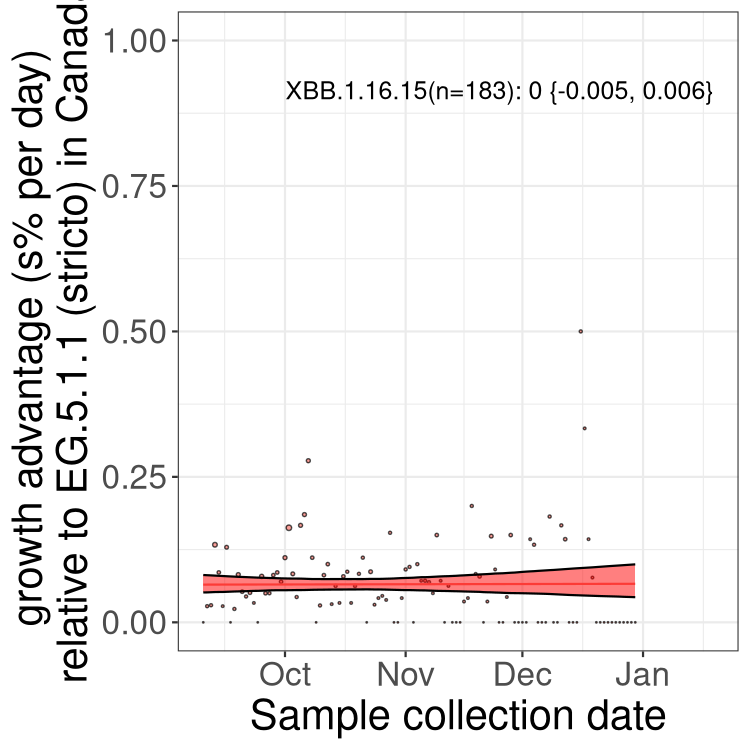 growth advantage (s% per day)
relative to EG.5.1.1 (stricto) in Canada
1.00
0.75
0.50
0.25
0.00
XBB.1.16.15(n=183): 0 {-0.005, 0.006}
Oct Nov Dec Jan
Sample collection date